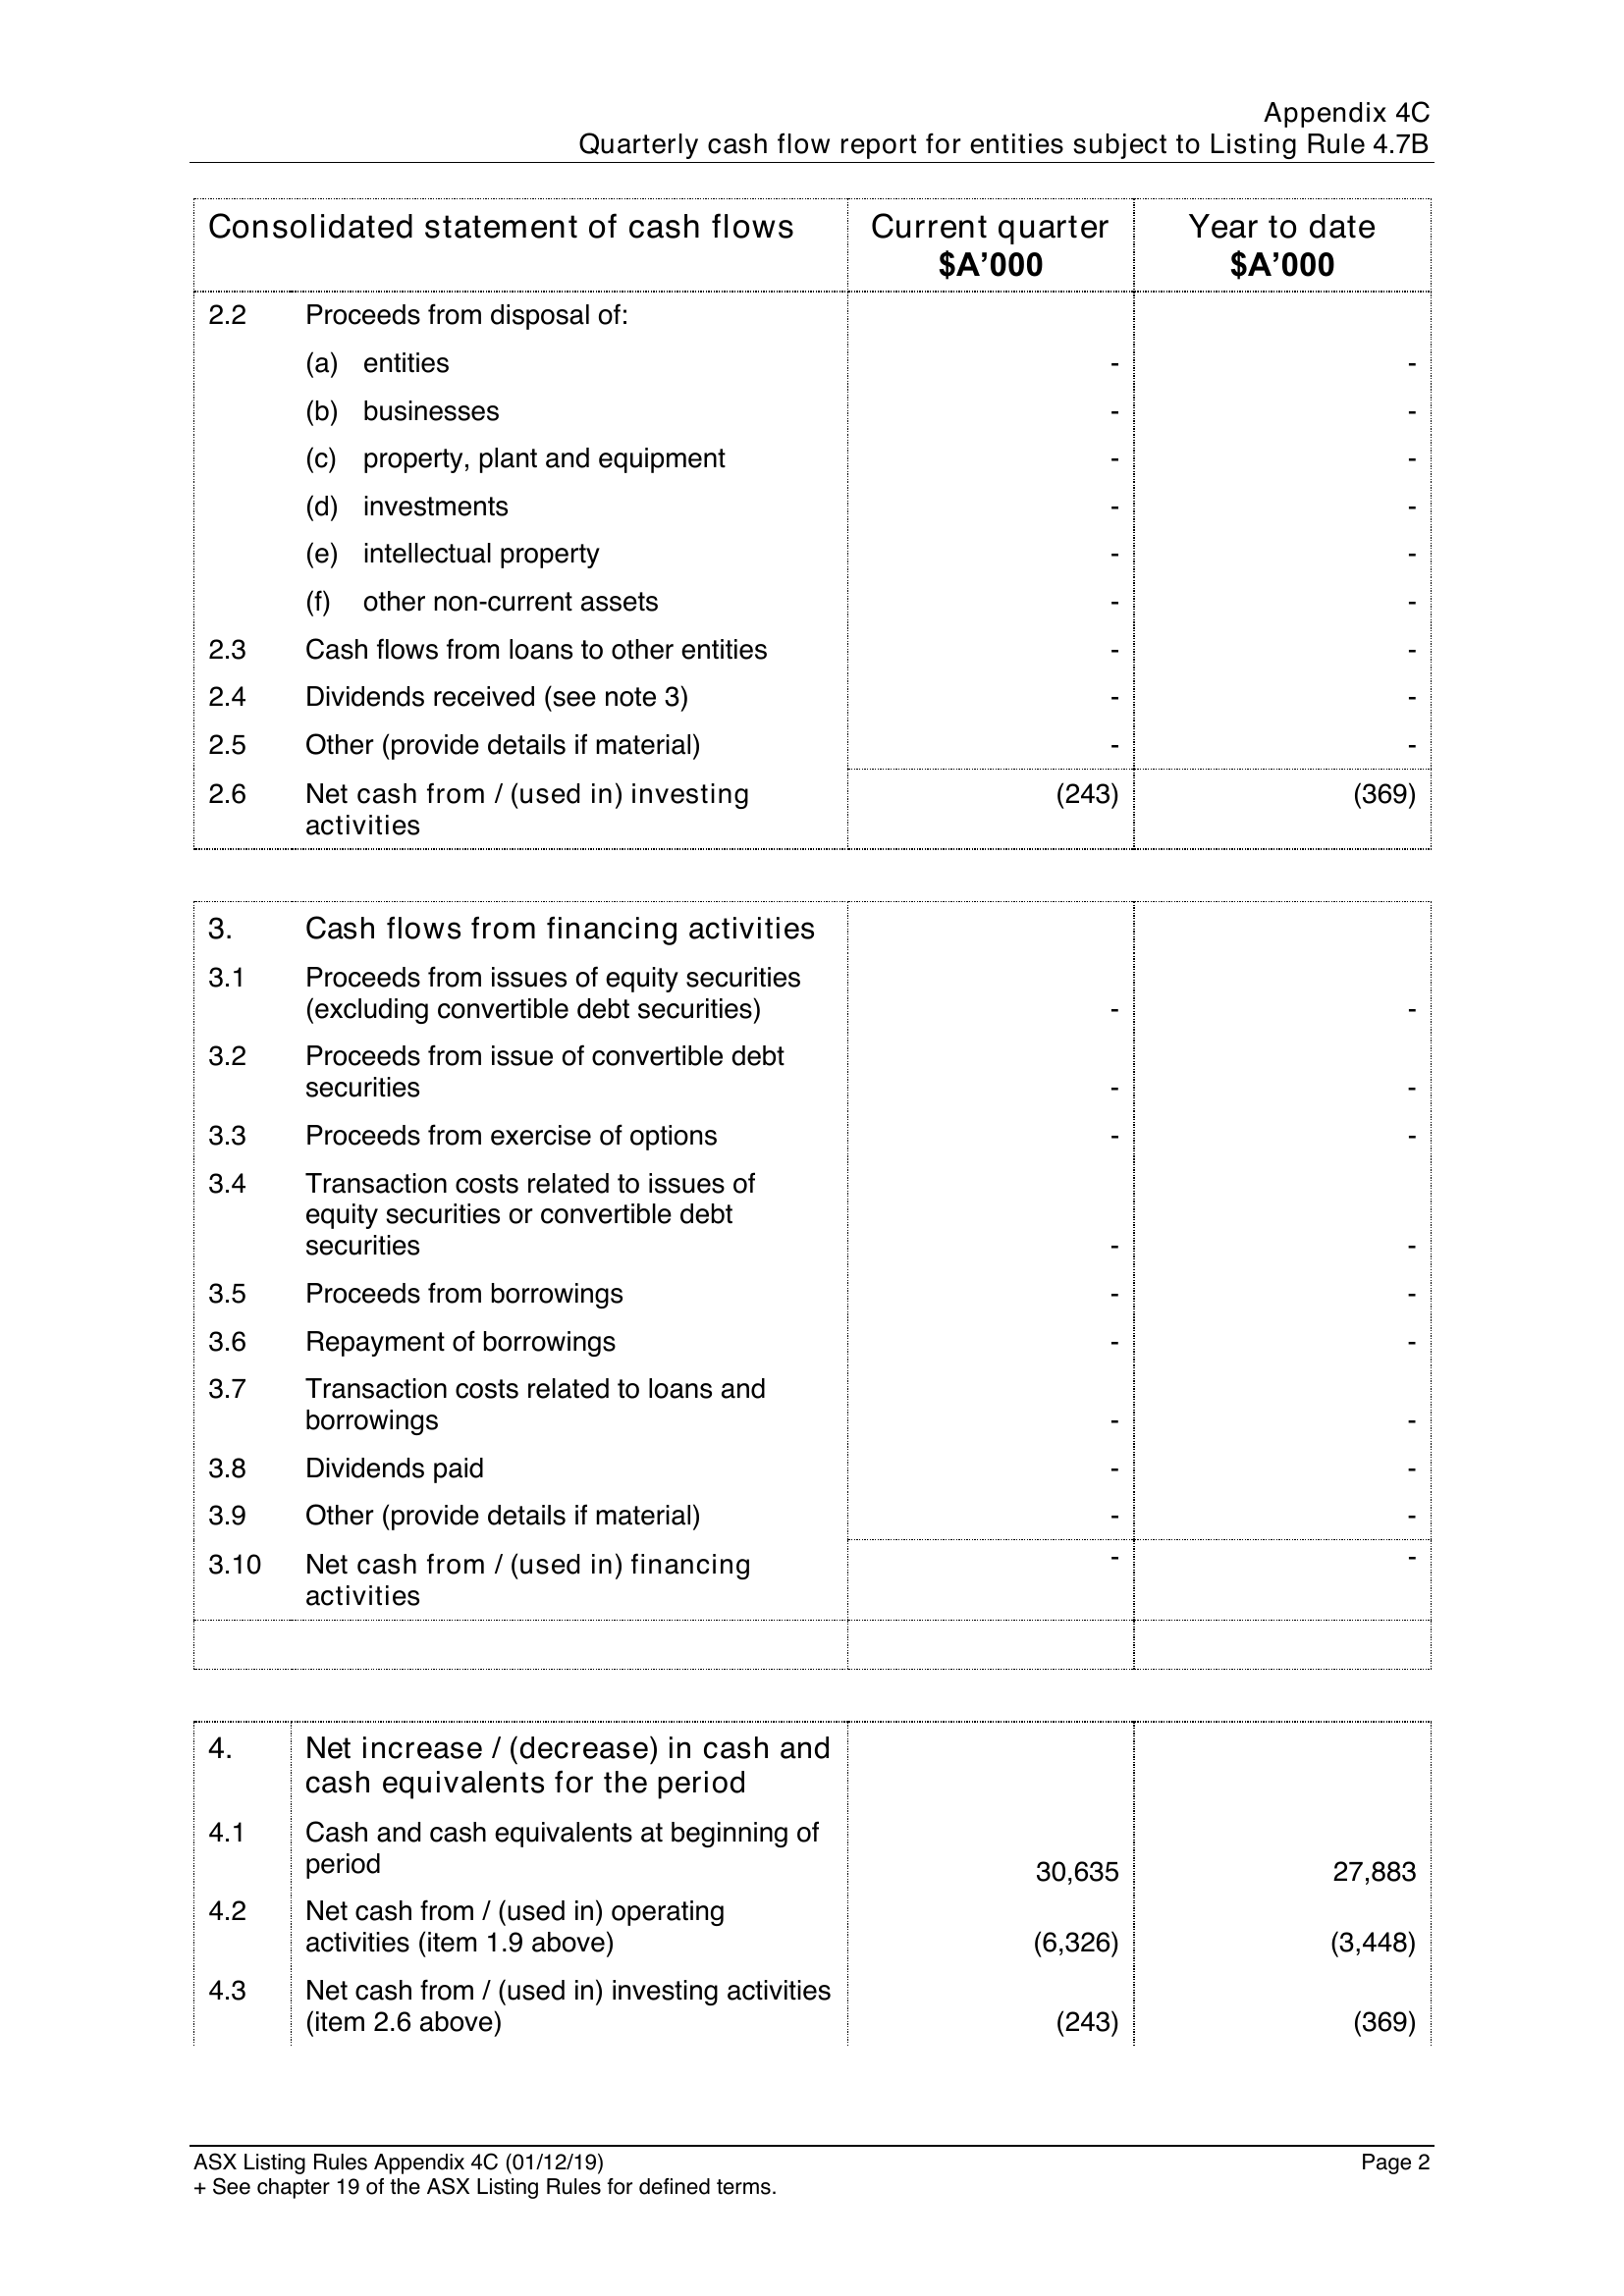 Appendix 4C
Quarterly cash flow report for entities subject to Listing Rule 4.7B
Consolidated statement of cash flows Current quarter Year to date
$A’000 $A’000
2.2 Proceeds from disposal of:
(a) entities - -
(b) businesses - -
(c) property, plant and equipment - -
(d) investments - -
(e) intellectual property - -
(f) other non-current assets - -
2.3 Cash flows from loans to other entities - -
2.4 Dividends received (see note 3) - -
2.5 Other (provide details if material) - -
2.6 Net cash from / (used in) investing (243) (369)
activities
3. Cash flows from financing activities
3.1 Proceeds from issues of equity securities
(excluding convertible debt securities) - -
3.2 Proceeds from issue of convertible debt
securities - -
3.3 Proceeds from exercise of options - -
3.4 Transaction costs related to issues of
equity securities or convertible debt
securities - -
3.5 Proceeds from borrowings - -
3.6 Repayment of borrowings - -
3.7 Transaction costs related to loans and
borrowings - -
3.8 Dividends paid - -
3.9 Other (provide details if material) - -
3.10 Net cash from / (used in) financing - -
activities
4. Net increase / (decrease) in cash and
cash equivalents for the period
4.1 Cash and cash equivalents at beginning of
period 30,635 27,883
4.2 Net cash from / (used in) operating
activities (item 1.9 above) (6,326) (3,448)
4.3 Net cash from / (used in) investing activities
(item 2.6 above) (243) (369)
ASX Listing Rules Appendix 4C (01/12/19) Page 2
+ See chapter 19 of the ASX Listing Rules for defined terms.